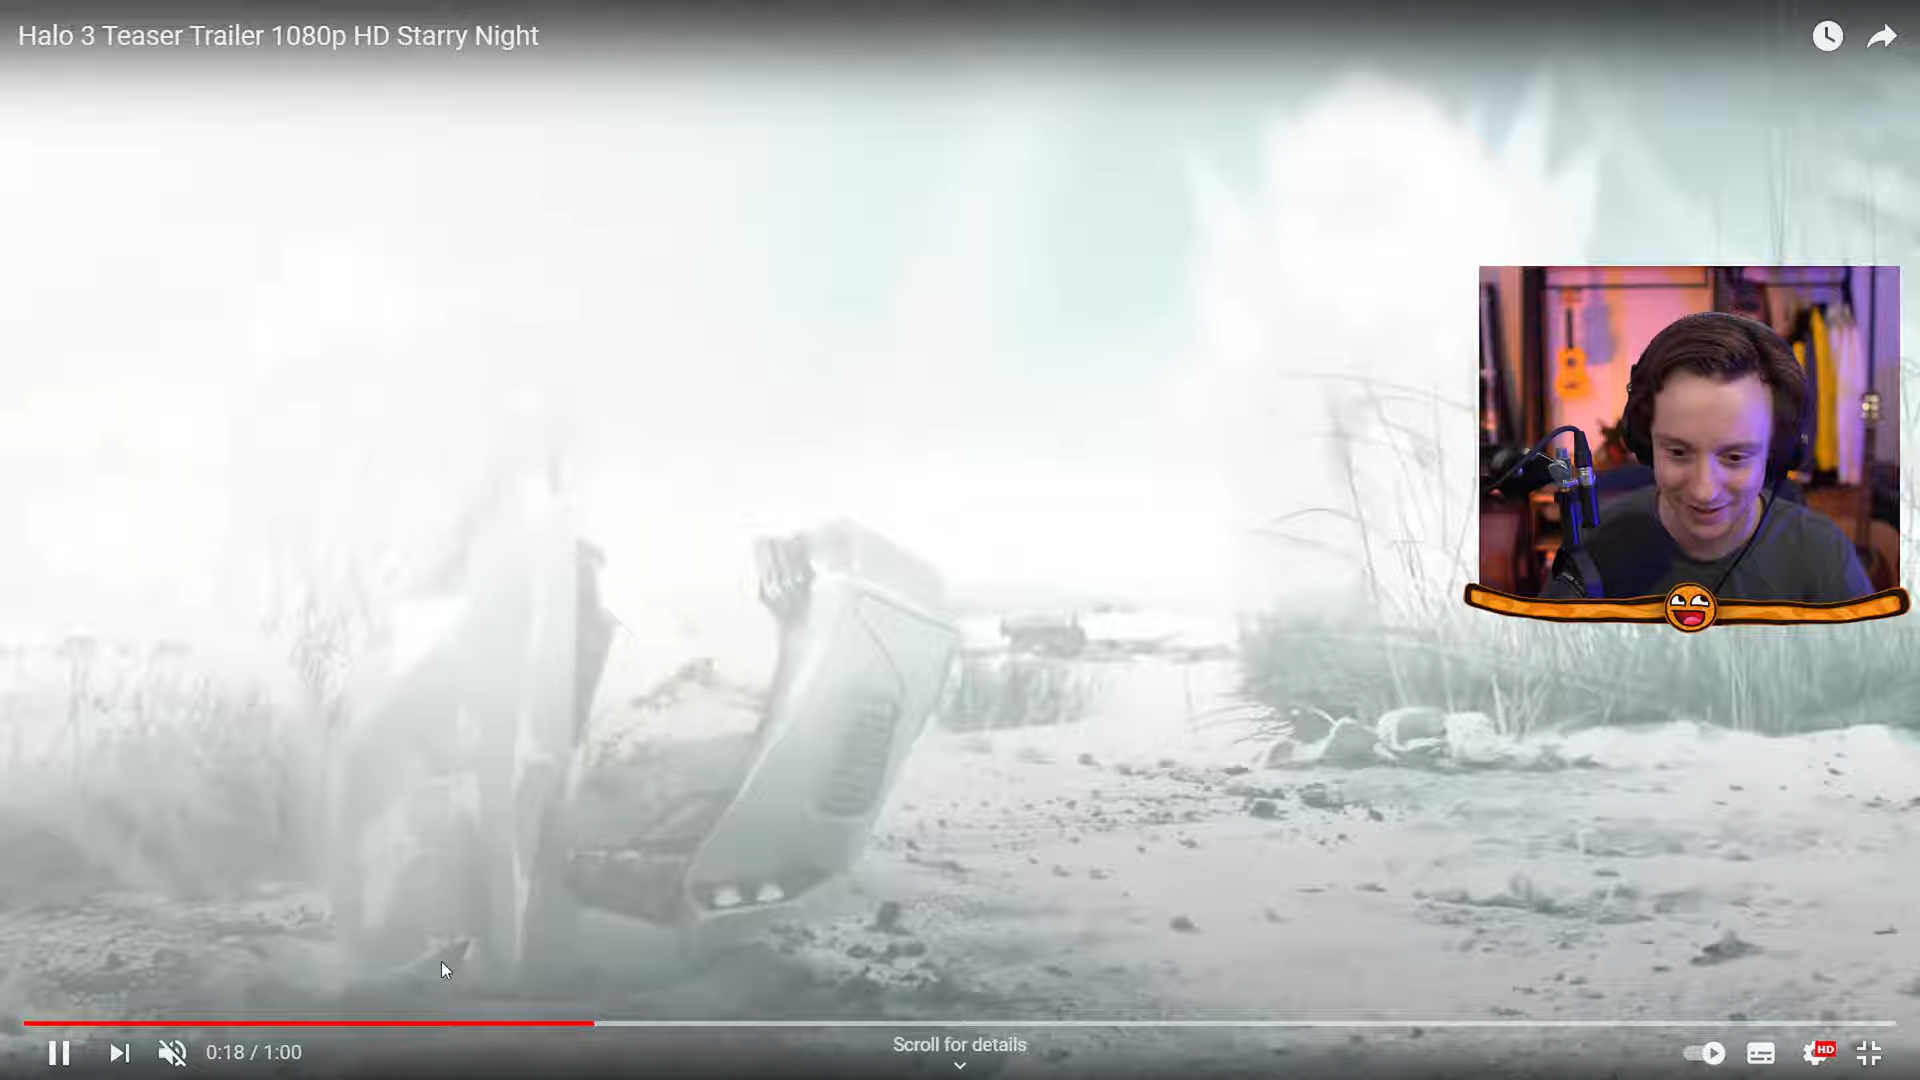 Halo 3 Teaser Trailer 1080p HD Starry Night
0:18 / 1:00
Scroll for details
HD